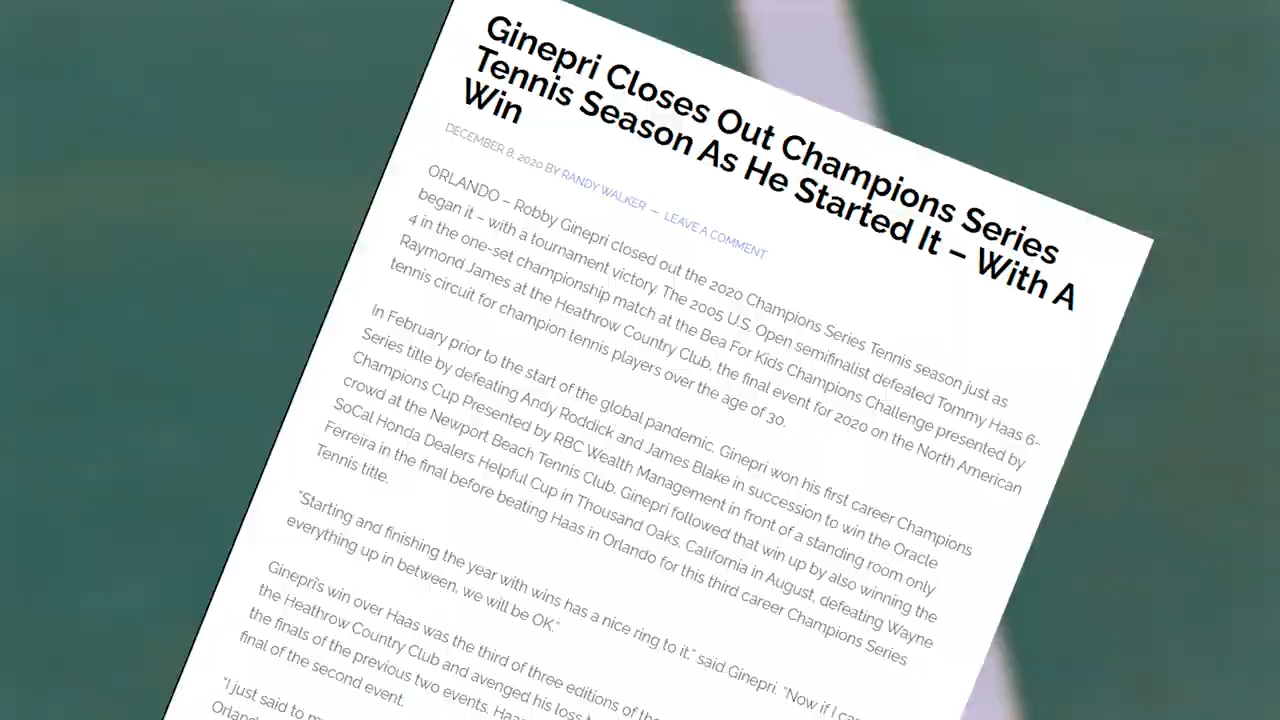 Ginepri Closes Out Champions Series
Tennis Season As He Started It – With A
Win
DECEMBER 8, 2020 BY RANDY WALKER — LEAVE A COMMENT
ORLANDO – Robby Ginepri closed out the 2020 Champions Series Tennis season just as
began it – with a tournament victory. The 2005 U.S. Open semifinalist defeated Tommy Haas 6-
4 in the one-set championship match at the Bea For Kids Champions Challenge presented by
Raymond James at the Heathrow Country Club, the final event for 2020 on the North American
tennis circuit for champion tennis players over the age of 30.
In February prior to the start of the global pandemic, Ginepri won his first career Champions
Series title by defeating Andy Roddick and James Blake in succession to win the Oracle
Champions Cup Presented by RBC Wealth Management in front of a standing room only
crowd at the Newport Beach Tennis Club. Ginepri followed that win up by also winning the
SoCal Honda Dealers Helpful Cup in Thousand Oaks, California in August, defeating Wayne
Ferreira in the final before beating Haas in Orlando for this third career Champions Series
Tennis title.
“Starting and finishing the year with wins has a nice ring to it,” said Ginepri. “Now if I can
everything up in between, we will be OK.”
Ginepri’s win over Haas was the third of three editions of the
the Heathrow Country Club and avenged his loss
the finals of the previous two events. Haas
final of the second event.
“I just said to